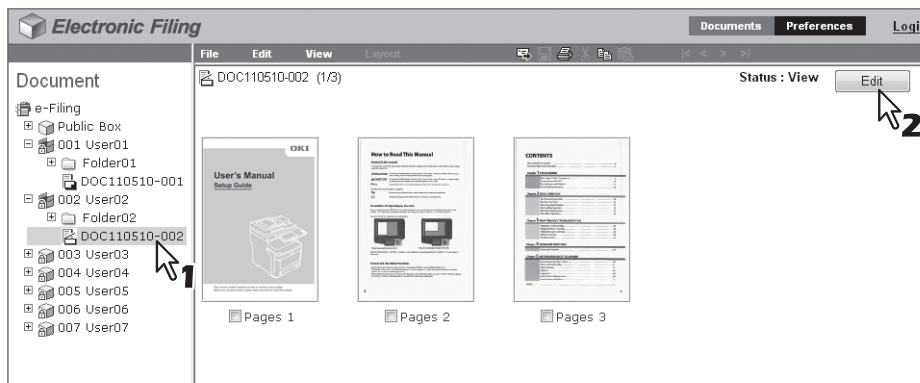 Electronic Filing
Documents Preferences Logi
File Edit View Layout |< < > >|
Document
DOC110510-002 (1/3)
Status : View Edit
2
e-Filing
Public Box
001 User01
Folder01
DOC110510-001
002 User02
Folder02
DOC110510-002
1
003 User03
004 User04
005 User05
006 User06
007 User07
OKI
User's Manual
Setup Guide
How to Read This Manual
CONTENTS
Pages 1 Pages 2 Pages 3